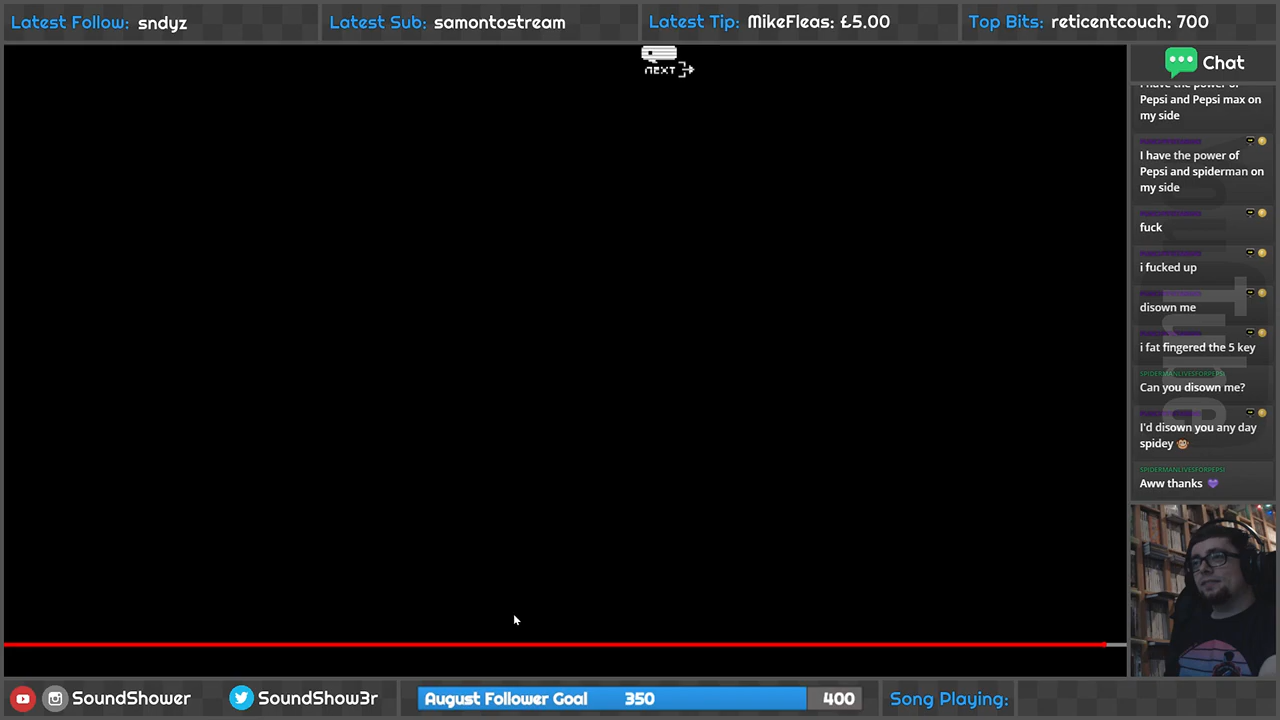 Latest Follow: sndyz
Latest Sub: samontostream
Latest Tip: MikeFleas: £5.00
Top Bits: reticentcouch: 700
NEXT
Chat
I have the power of
Pepsi and Pepsi max on
my side
I have the power of
Pepsi and spiderman on
my side
fuck
i fucked up
disown me
i fat fingered the 5 key
SPIDERMANLIVESFORPEPSI
Can you disown me?
I'd disown you any day
spidey 🐵
SPIDERMANLIVESFORPEPSI
Aww thanks 💜
SoundShower
SoundShow3r
August Follower Goal 350 400
Song Playing: